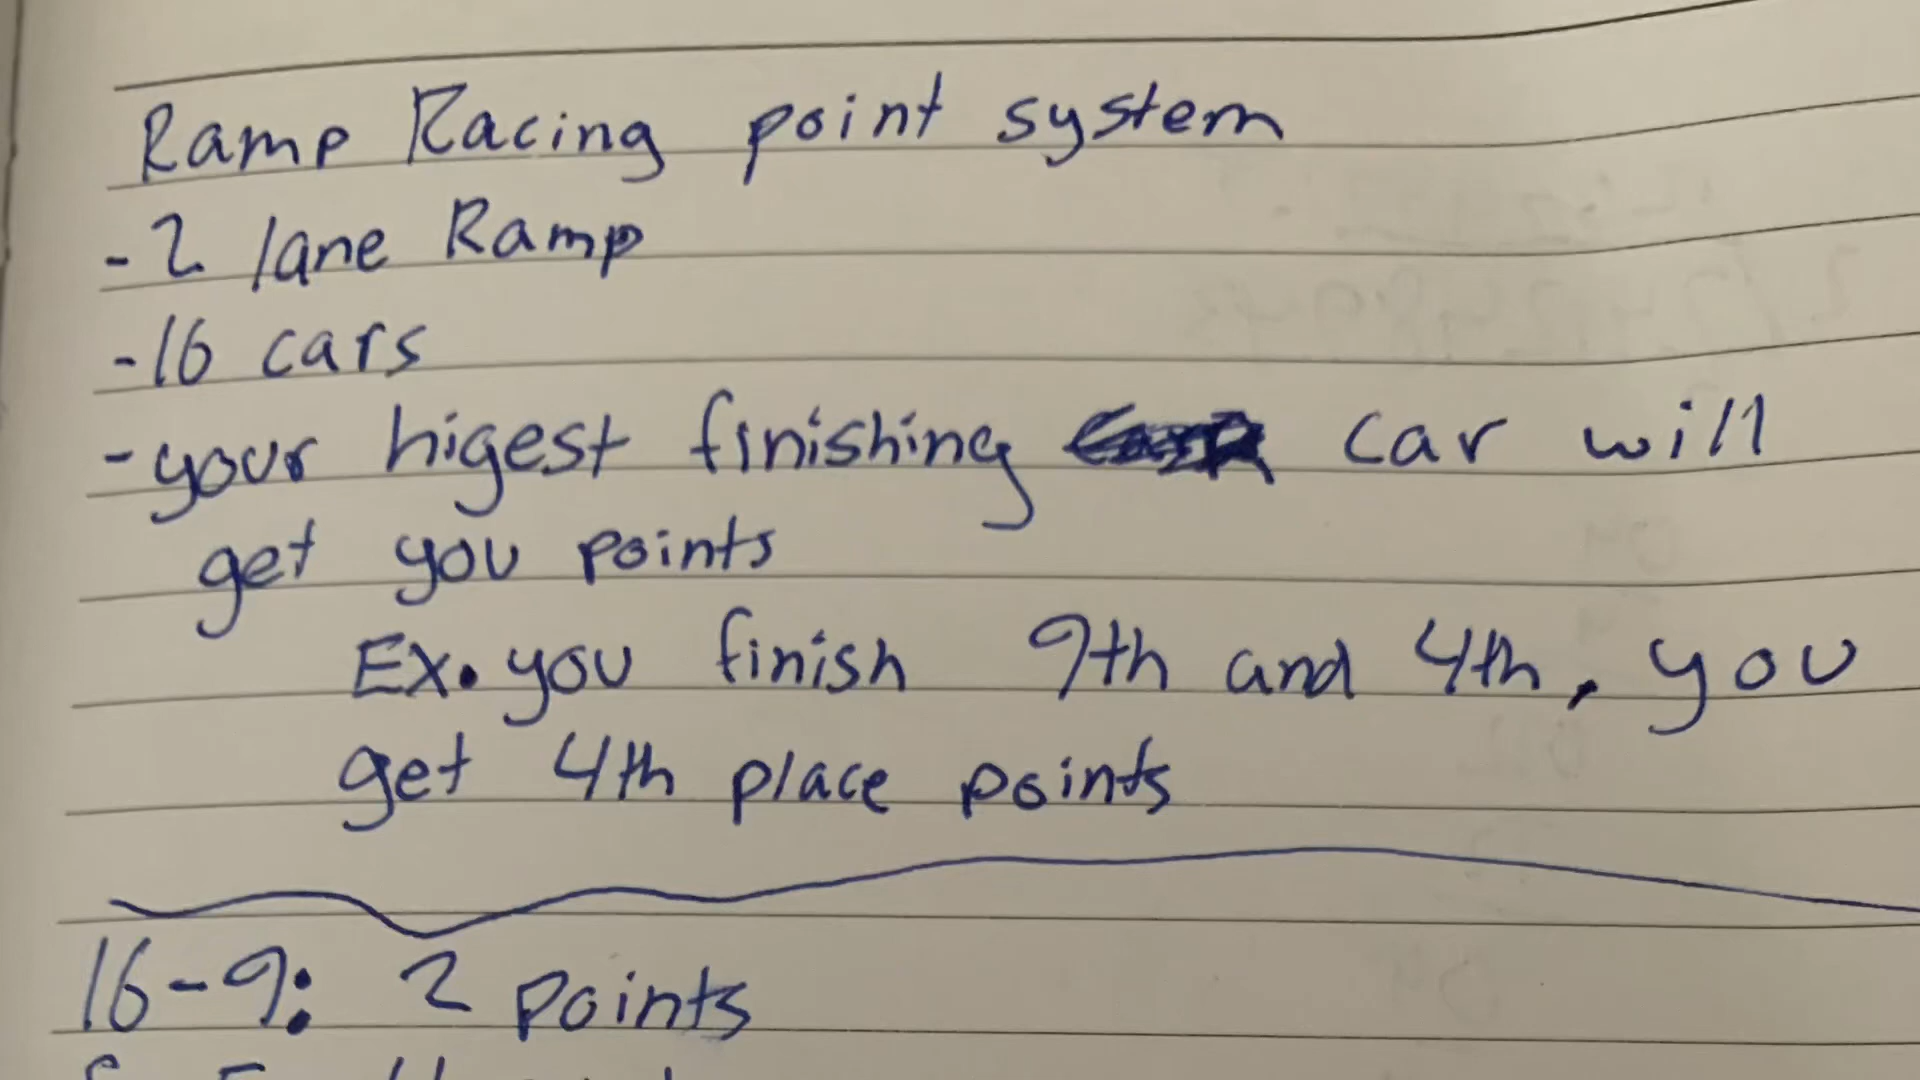 Ramp Racing point system
-2 lane Ramp
-16 cars
-your higest finishing car will
get you points
Ex. you finish 9th and 4th, you
get 4th place points
16-9: 2 points